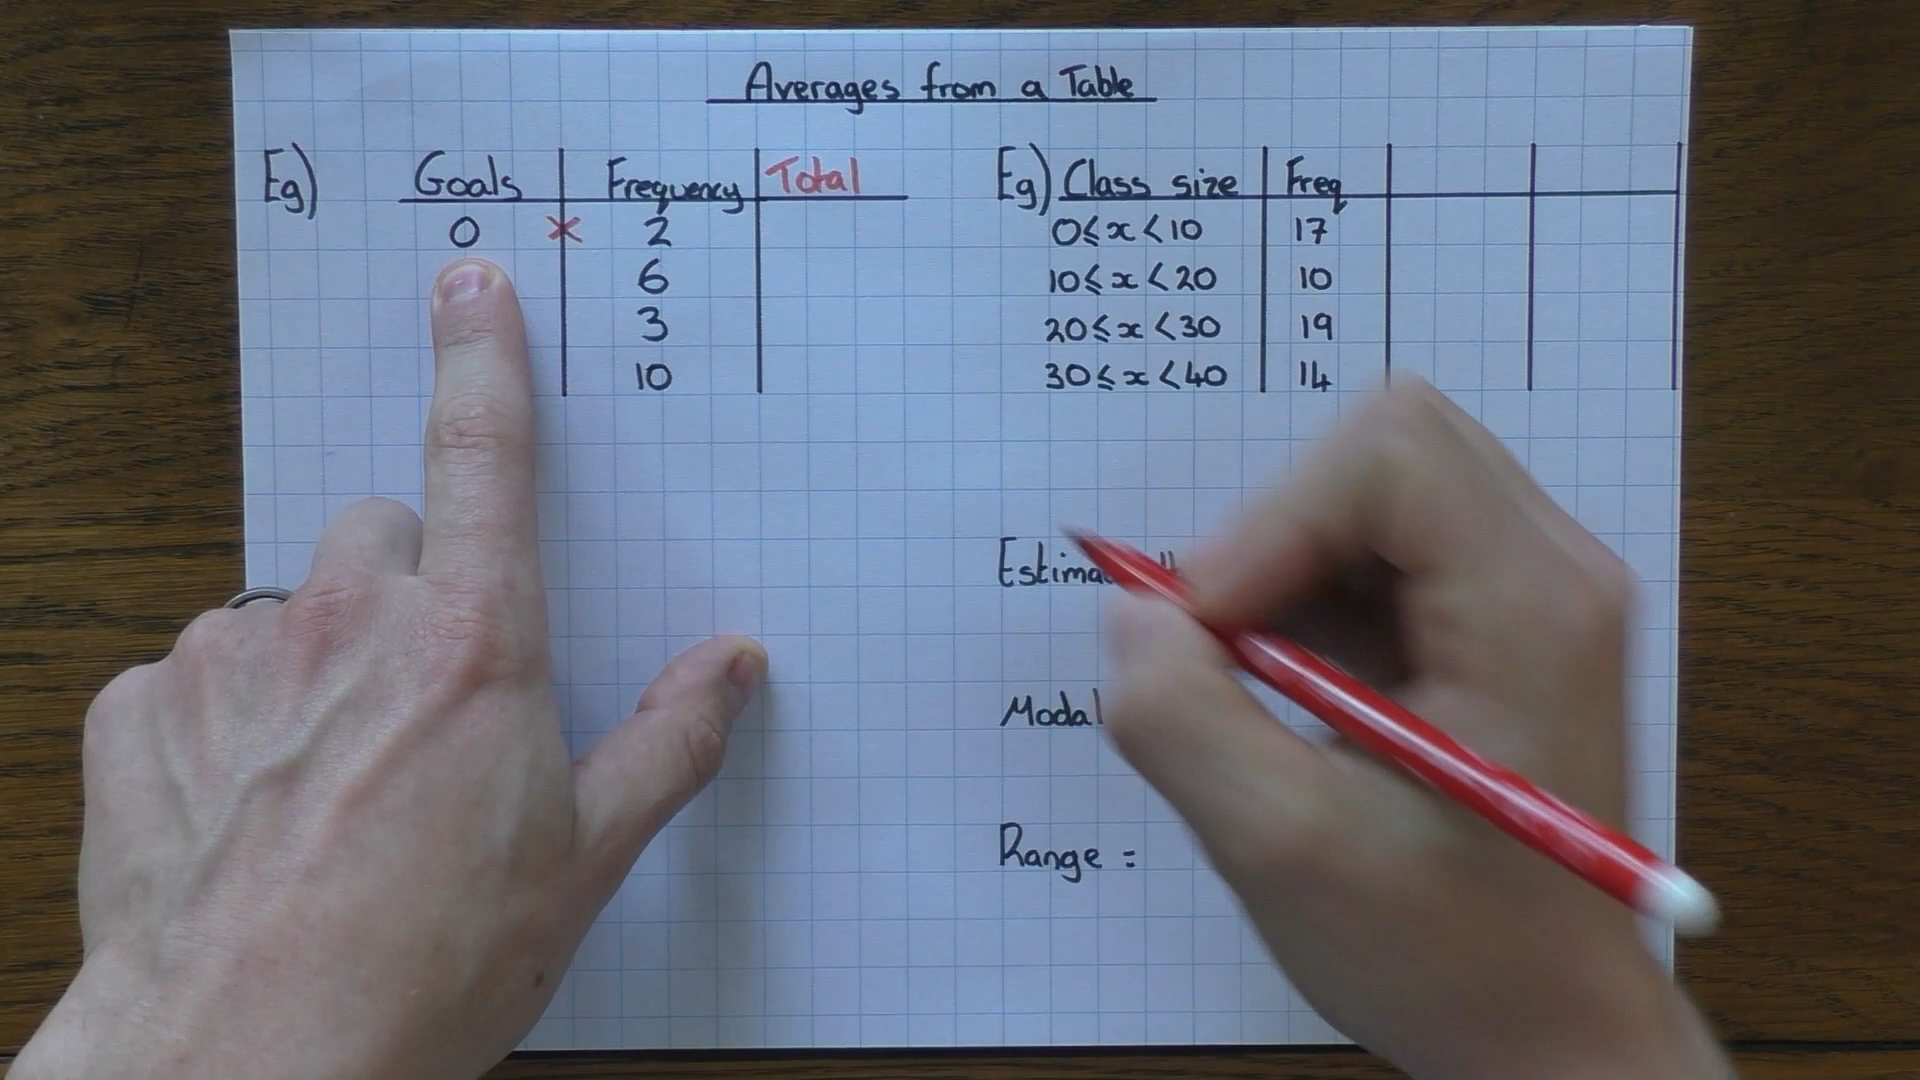 Averages from a Table
Eg) Goals Frequency Total
0 × 2
6
3
10
Eg) Class size Freq
0≤x<10 17
10≤x<20 10
20≤x<30 19
30≤x<40 14
Modal
Range =